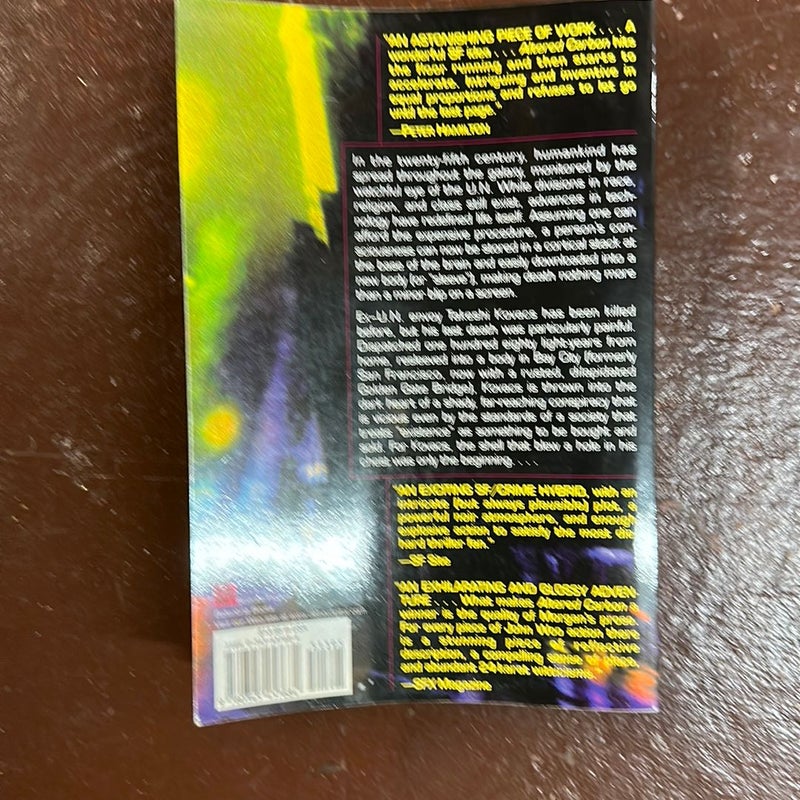 "AN ASTONISHING PIECE OF WORK . . . A
wonderful SF idea . . . Altered Carbon hits
the floor running and then starts to
accelerate. Intriguing and inventive in
equal proportions and refuses to let go
until the last page."
—PETER HAMILTON
In the twenty-fifth century, humankind has
spread throughout the galaxy, monitored by the
watchful eye of the U.N. While divisions in race,
religion, and class still exist, advances in tech-
nology have redefined life itself. Assuming one can
afford the expensive procedure, a person's con-
sciousness can now be stored in a cortical stack at
the base of the brain and easily downloaded into a
new body (or "sleeve"), making death nothing more
than a minor blip on a screen.
Ex–U.N. envoy Takeshi Kovacs has been killed
before, but his last death was particularly painful.
Dispatched one hundred eighty light-years from
home, resleeved into a body in Bay City (formerly
San Francisco, now with a rusted, dilapidated
Golden Gate Bridge), Kovacs is thrown into the
dark heart of a shady, far-reaching conspiracy that
is vicious even by the standards of a society that
treats "existence" as something to be bought and
sold. For Kovacs, the shell that blew a hole in his
chest was only the beginning. . . .
"AN EXCITING SF/CRIME HYBRID, with an
intricate (but always plausible) plot, a
powerful noir atmosphere, and enough
explosive action to satisfy the most die-
hard thriller fan."
—SF Site
"AN EXHILARATING AND GLOSSY ADVEN-
TURE . . . . What makes Altered Carbon a
winner is the quality of Morgan's prose.
For every piece of John Woo action there
is a stunning piece of reflective
description, a compelling sense of place,
and abundant 24-karat witticisms."
—SFX Magazine